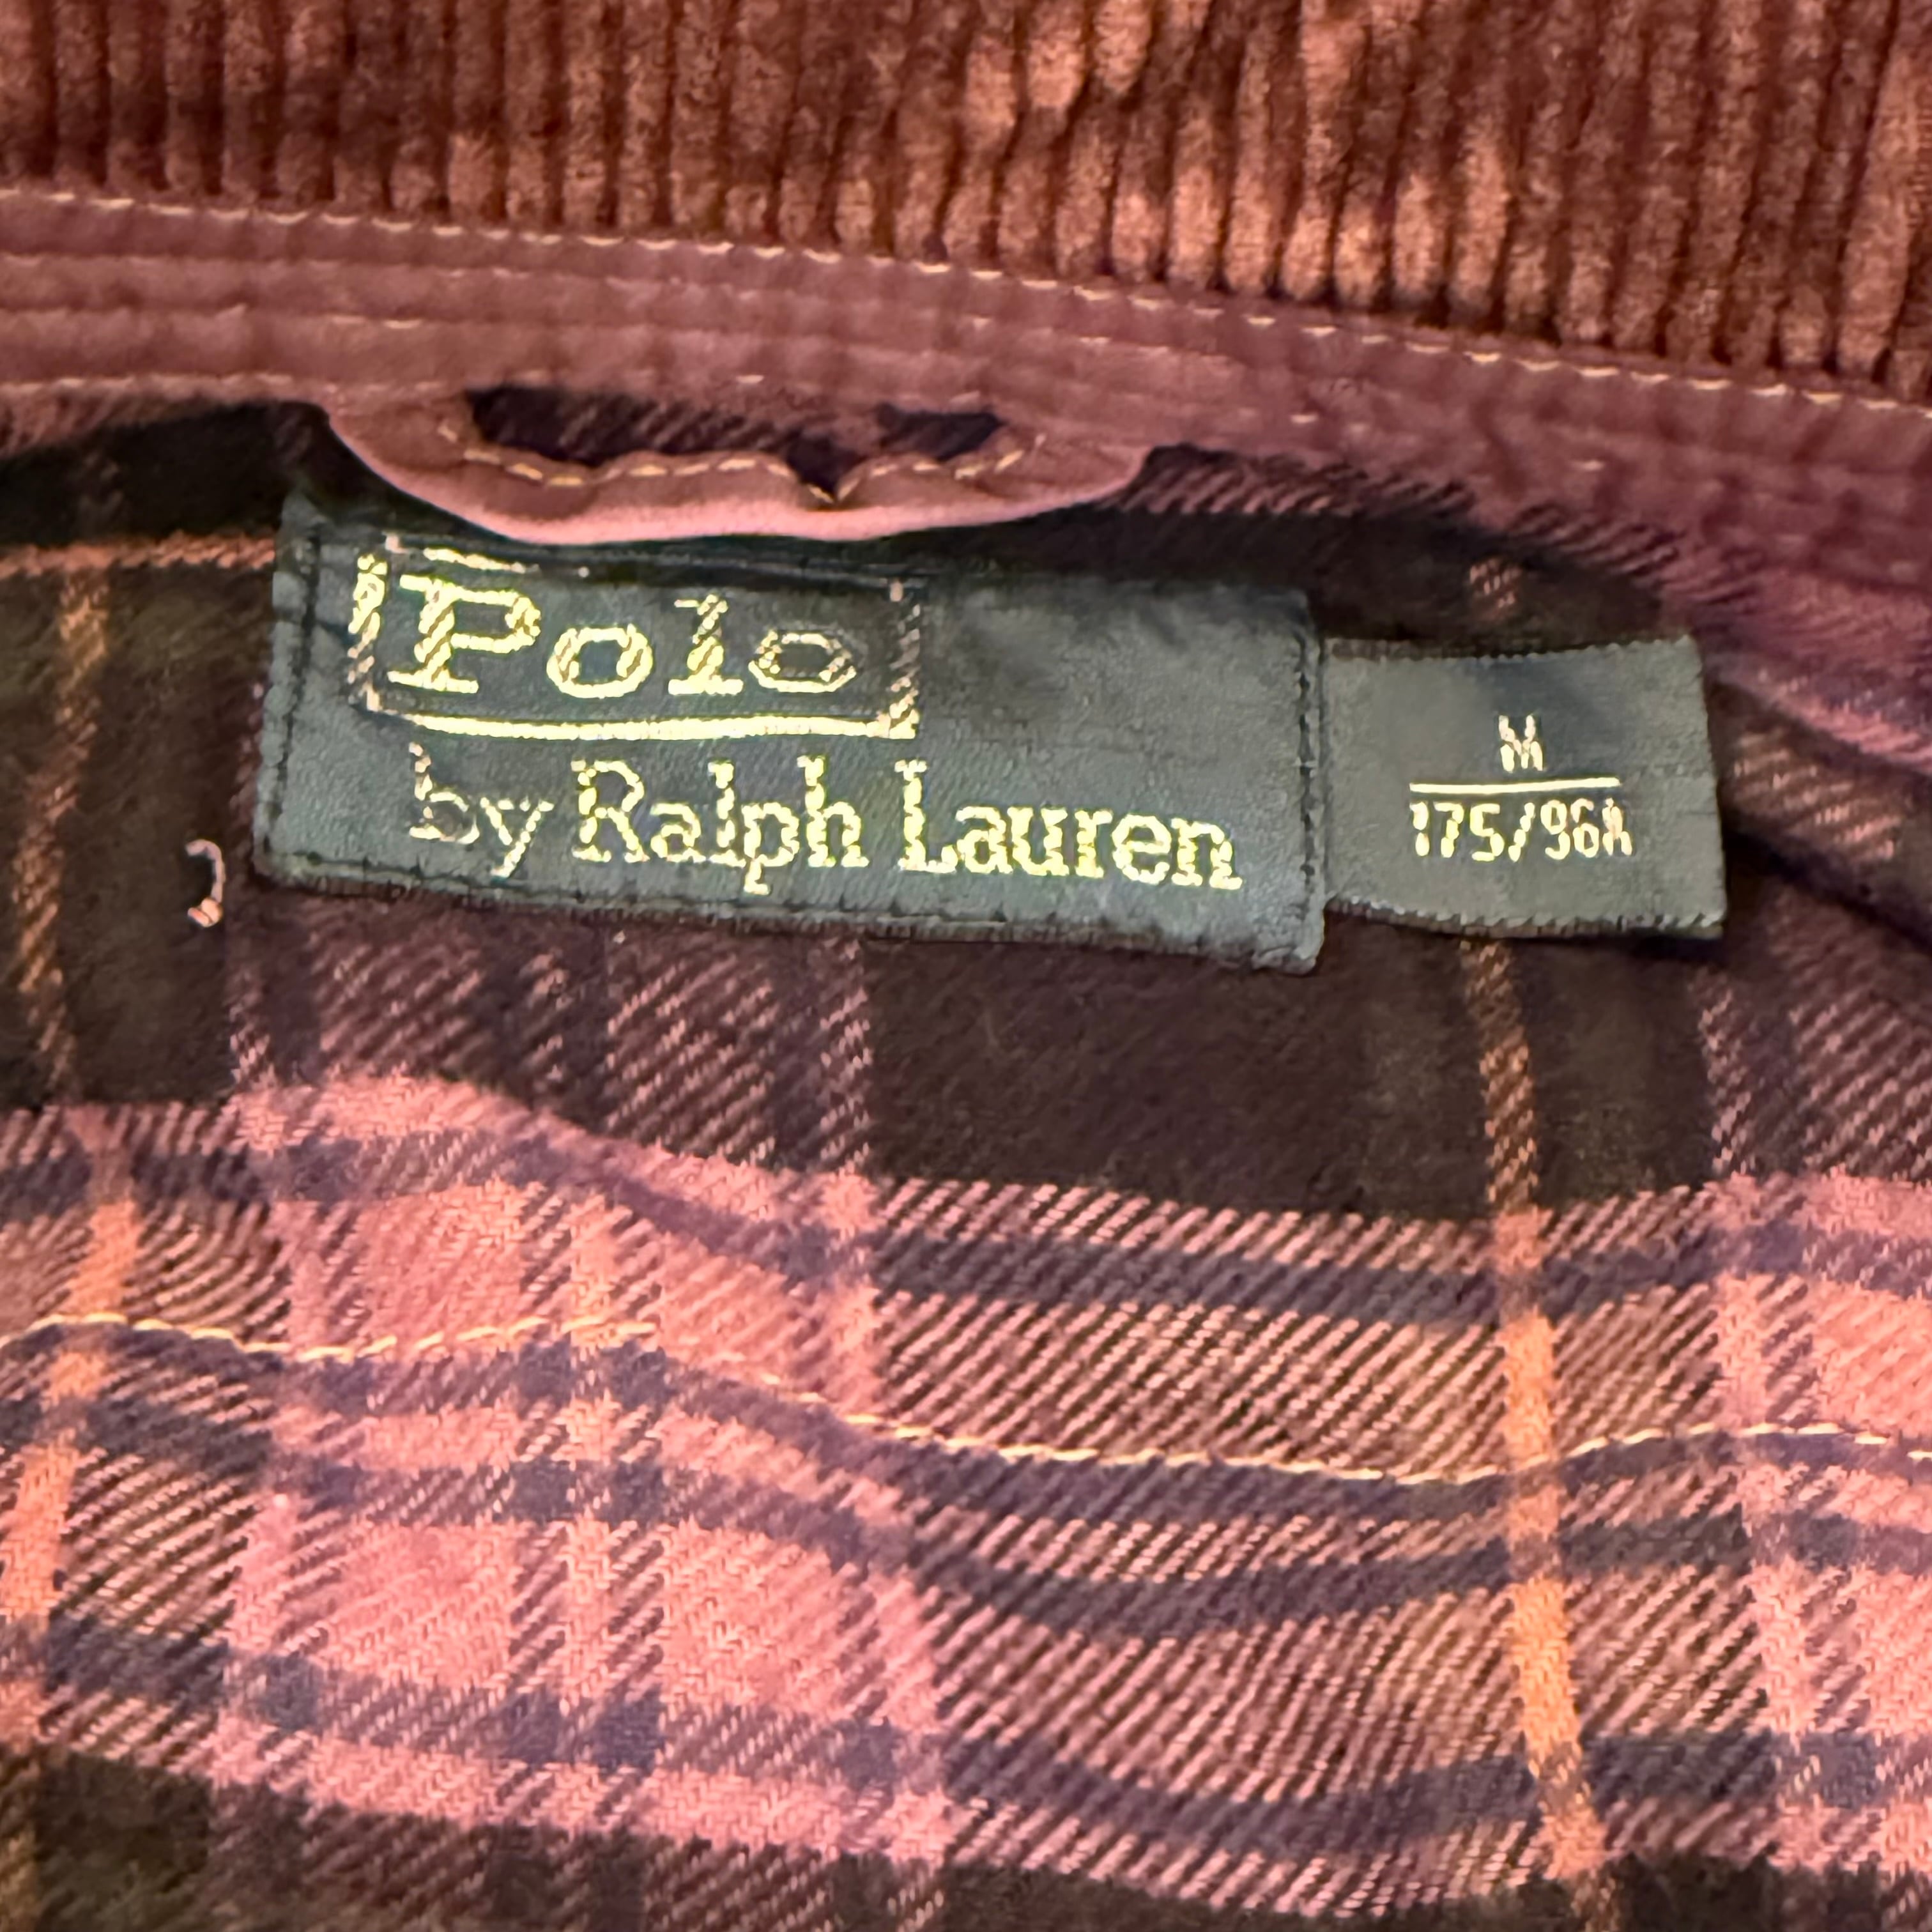 Polo
by Ralph Lauren
M
175/96A